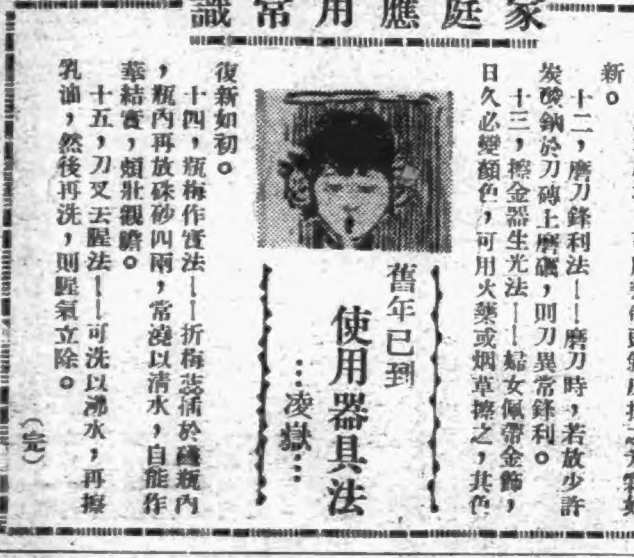 家庭應用常識
新。
十二，磨刀鋒利法——磨刀時，若放少許
炭酸鈉於刀磚上磨礪，則刀異常鋒利。
十三，擦金器生光法——婦女佩帶金飾，
日久必變顏色，可用火藥或烟草擦之，其色
舊年已到
使用器具法
…凌嶽…
復新如初。
十四，瓶梅作實法——折梅蕊插於磁瓶內
，瓶內再放硃砂四兩，常澆以清水，自能作
華結實，頗壯觀瞻。
十五，刀叉去腥法——可洗以沸水，再擦
乳油，然後再洗，則腥氣立除。
（完）